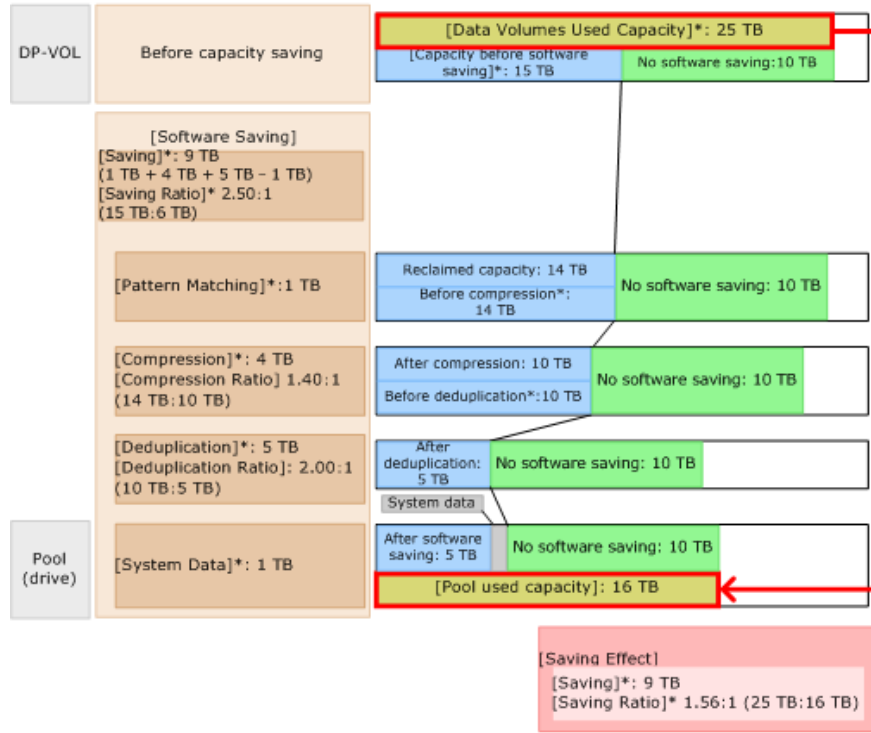 DP-VOL
Before capacity saving
[Data Volumes Used Capacity]*: 25 TB
[Capacity before software
saving]*: 15 TB
No software saving:10 TB
[Software Saving]
[Saving]*: 9 TB
(1 TB + 4 TB + 5 TB – 1 TB)
[Saving Ratio]* 2.50:1
(15 TB:6 TB)
[Pattern Matching]*:1 TB
Reclaimed capacity: 14 TB
Before compression*:
14 TB
No software saving: 10 TB
[Compression]*: 4 TB
[Compression Ratio] 1.40:1
(14 TB:10 TB)
After compression: 10 TB
Before deduplication*:10 TB
No software saving: 10 TB
[Deduplication]*: 5 TB
[Deduplication Ratio]: 2.00:1
(10 TB:5 TB)
After
deduplication:
5 TB
No software saving: 10 TB
System data
Pool
(drive)
[System Data]*: 1 TB
After software
saving: 5 TB
No software saving: 10 TB
[Pool used capacity]: 16 TB
[Saving Effect]
[Saving]*: 9 TB
[Saving Ratio]* 1.56:1 (25 TB:16 TB)